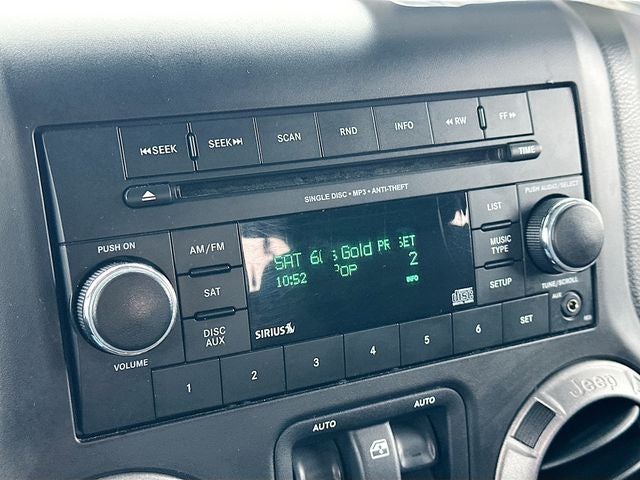 SEEK
SEEK
SCAN
RND
INFO
RW
FF
TIME
SINGLE DISC • MP3 • ANTI-THEFT
PUSH AUDIO/SELECT
PUSH ON
VOLUME
AM/FM
SAT
DISC
AUX
SAT 60s Gold PRESET
10:52 POP 2
INFO
SIRIUS
LIST
MUSIC
TYPE
SETUP
TUNE/SCROLL
AUX
1
2
3
4
5
6
SET
AUTO
AUTO
Jeep